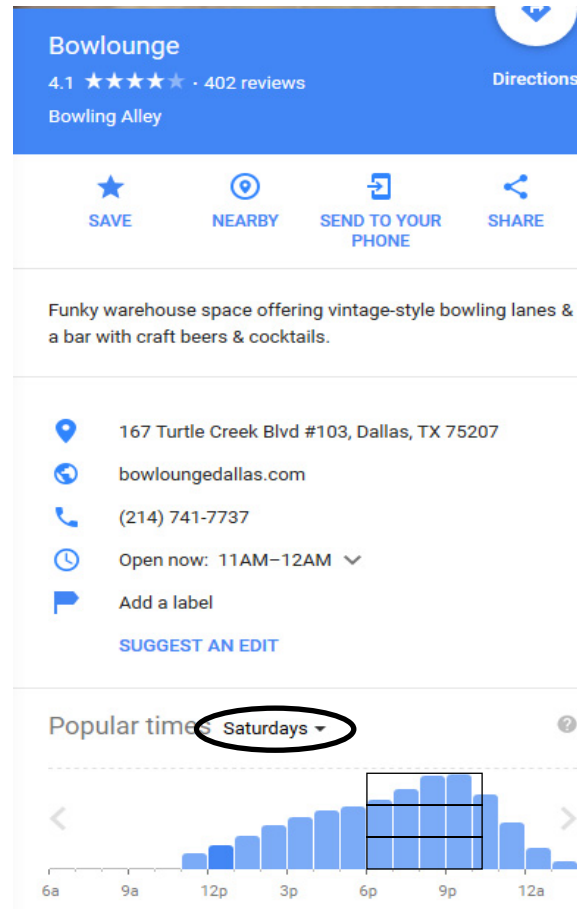 Bowlounge
4.1 ★★★★★ · 402 reviews
Directions
Bowling Alley
SAVE
NEARBY
SEND TO YOUR
PHONE
SHARE
Funky warehouse space offering vintage-style bowling lanes &
a bar with craft beers & cocktails.
167 Turtle Creek Blvd #103, Dallas, TX 75207
bowloungedallas.com
(214) 741-7737
Open now: 11AM–12AM
Add a label
SUGGEST AN EDIT
Popular times Saturdays
6a 9a 12p 3p 6p 9p 12a